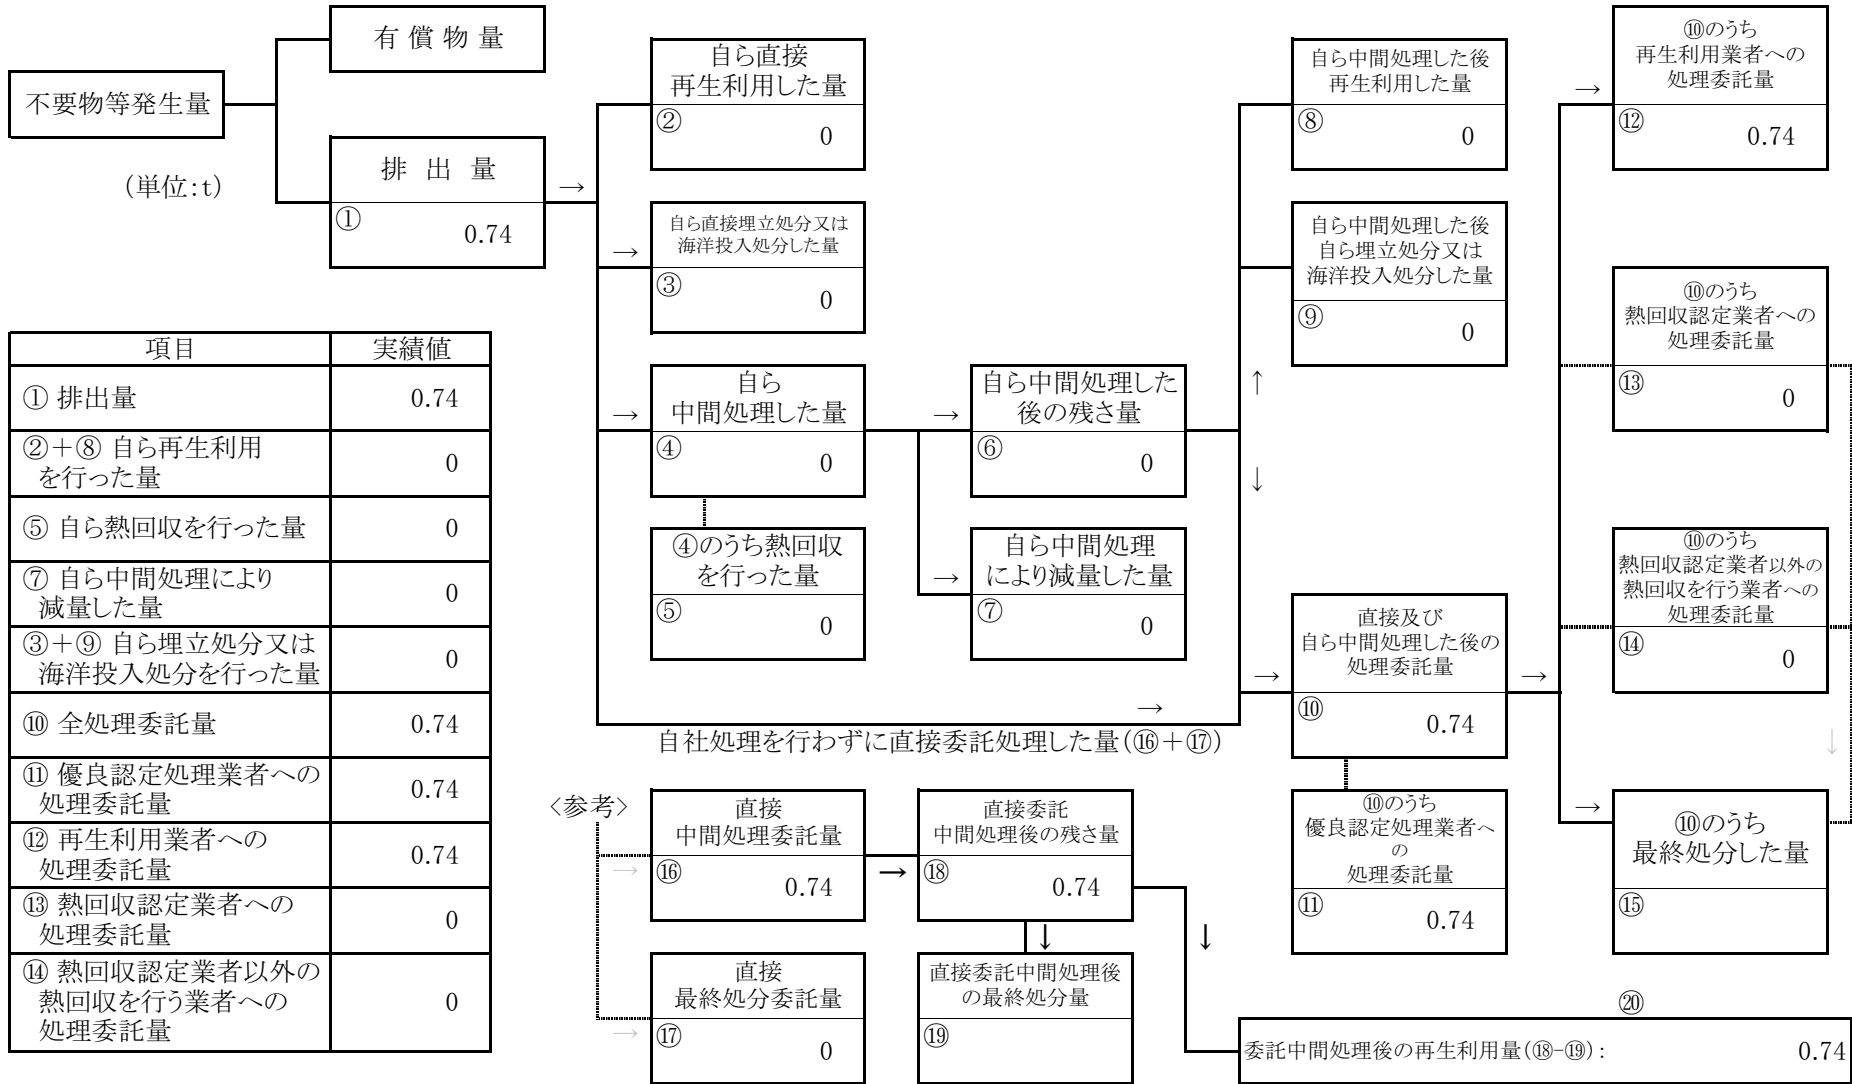 不要物等発生量
(単位:t)
有 償 物 量
排 出 量
①
0.74
→
自ら直接
再生利用した量
②
0
→
自ら直接埋立処分又は
海洋投入処分した量
③
0
→
自ら
中間処理した量
④
0
④のうち熱回収
を行った量
⑤
0
→
自ら中間処理した
後の残さ量
⑥
0
→
自ら中間処理
により減量した量
⑦
0
自ら中間処理した後
再生利用した量
⑧
0
自ら中間処理した後
自ら埋立処分又は
海洋投入処分した量
⑨
0
↑
↓
→
直接及び
自ら中間処理した後の
処理委託量
⑩
0.74
→
⑩のうち
優良認定処理業者へ
の
処理委託量
⑪
0.74
→
⑩のうち
再生利用業者への
処理委託量
⑫
0.74
⑩のうち
熱回収認定業者への
処理委託量
⑬
0
⑩のうち
熱回収認定業者以外の
熱回収を行う業者への
処理委託量
⑭
0
↓
→
⑩のうち
最終処分した量
⑮
→
自社処理を行わずに直接委託処理した量(⑯+⑰)
<参考>
→
直接
中間処理委託量
⑯
0.74
→
直接委託
中間処理後の残さ量
⑱
0.74
↓
↓
→
直接
最終処分委託量
⑰
0
直接委託中間処理後
の最終処分量
⑲
⑳
委託中間処理後の再生利用量(⑱-⑲):
0.74
項目 実績値
① 排出量 0.74
②+⑧ 自ら再生利用
を行った量
0
⑤ 自ら熱回収を行った量 0
⑦ 自ら中間処理により
減量した量
0
③+⑨ 自ら埋立処分又は
海洋投入処分を行った量
0
⑩ 全処理委託量 0.74
⑪ 優良認定処理業者への
処理委託量
0.74
⑫ 再生利用業者への
処理委託量
0.74
⑬ 熱回収認定業者への
処理委託量
0
⑭ 熱回収認定業者以外の
熱回収を行う業者への
処理委託量
0